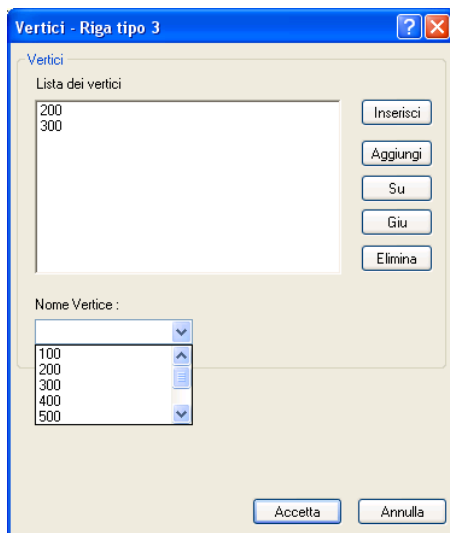 Vertici - Riga tipo 3
Vertici
Lista dei vertici
200
300
Inserisci
Aggiungi
Su
Giu
Elimina
Nome Vertice :
100
200
300
400
500
Accetta
Annulla